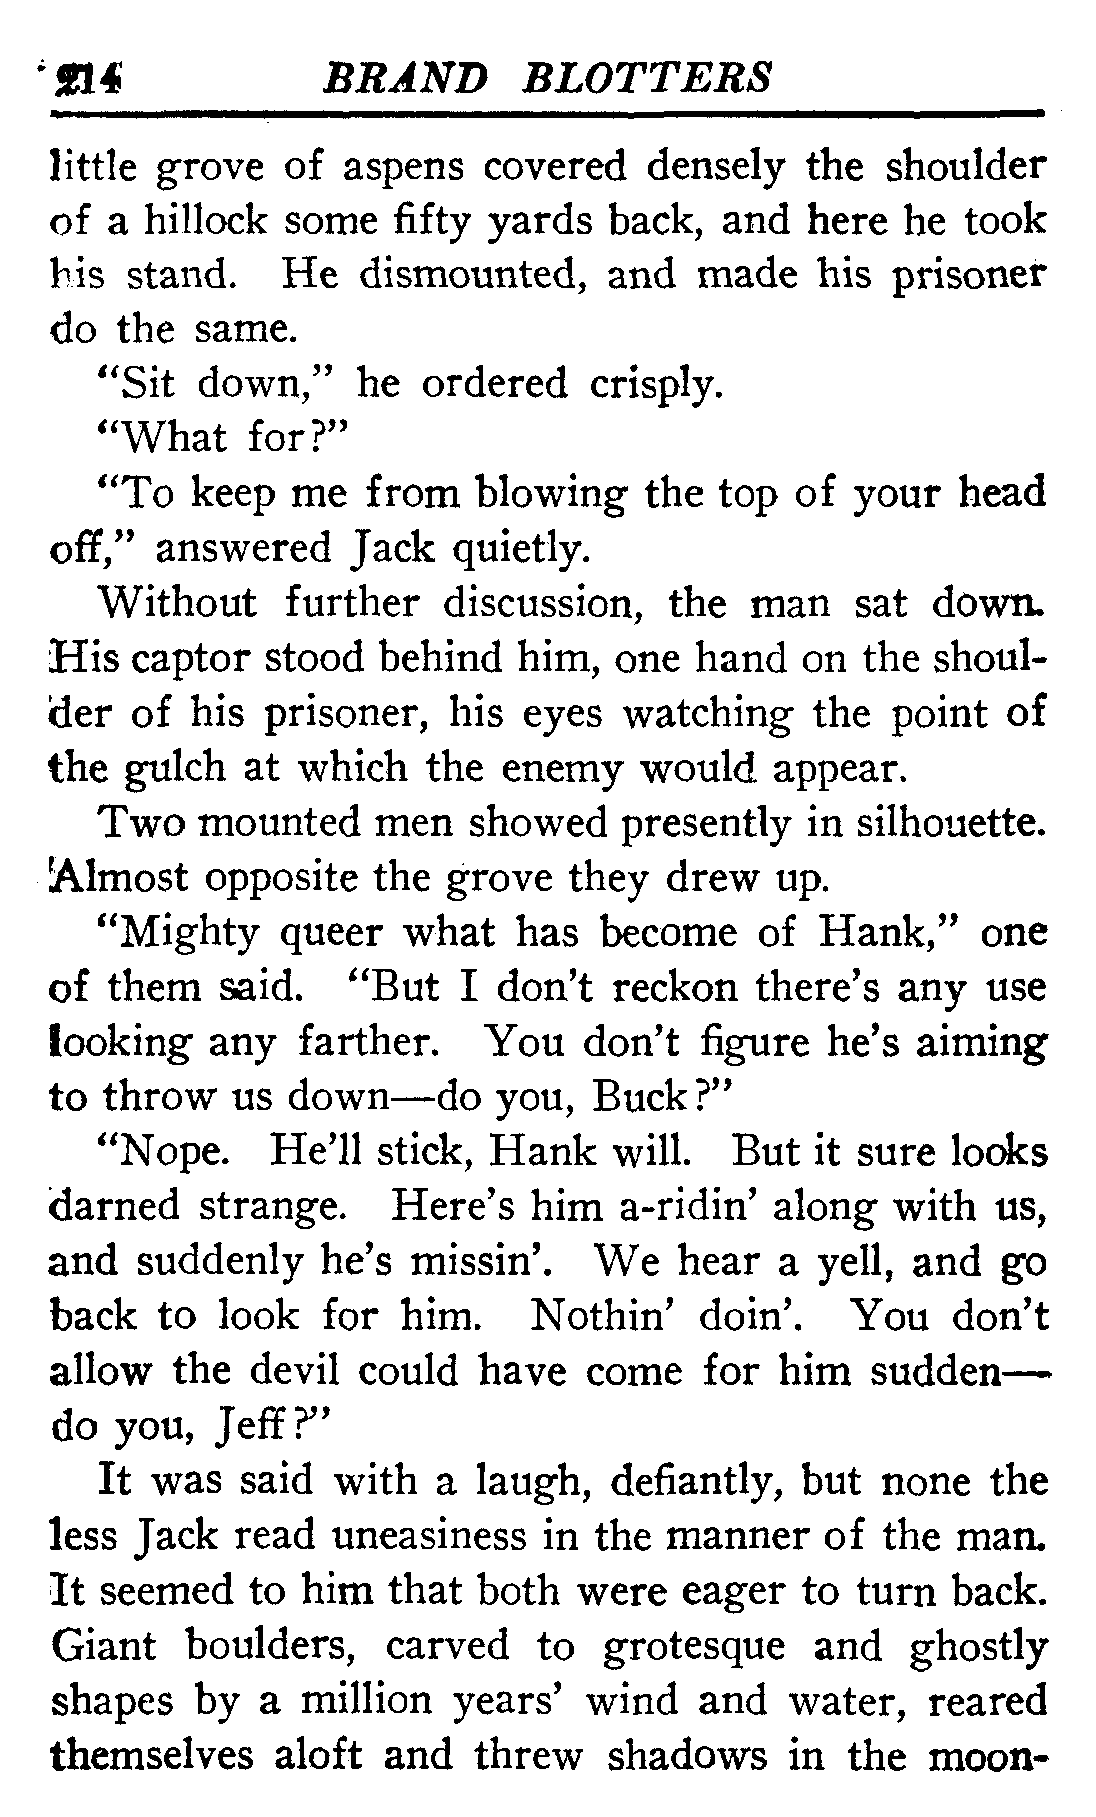 214 BRAND BLOTTERS
little grove of aspens covered densely the shoulder
of a hillock some fifty yards back, and here he took
his stand. He dismounted, and made his prisoner
do the same.
"Sit down," he ordered crisply.
"What for?"
"To keep me from blowing the top of your head
off," answered Jack quietly.
Without further discussion, the man sat down.
His captor stood behind him, one hand on the shoul-
der of his prisoner, his eyes watching the point of
the gulch at which the enemy would appear.
Two mounted men showed presently in silhouette.
Almost opposite the grove they drew up.
"Mighty queer what has become of Hank," one
of them said. "But I don't reckon there's any use
looking any farther. You don't figure he's aiming
to throw us down—do you, Buck?"
"Nope. He'll stick, Hank will. But it sure looks
darned strange. Here's him a-ridin' along with us,
and suddenly he's missin'. We hear a yell, and go
back to look for him. Nothin' doin'. You don't
allow the devil could have come for him sudden—
do you, Jeff?"
It was said with a laugh, defiantly, but none the
less Jack read uneasiness in the manner of the man.
It seemed to him that both were eager to turn back.
Giant boulders, carved to grotesque and ghostly
shapes by a million years' wind and water, reared
themselves aloft and threw shadows in the moon-